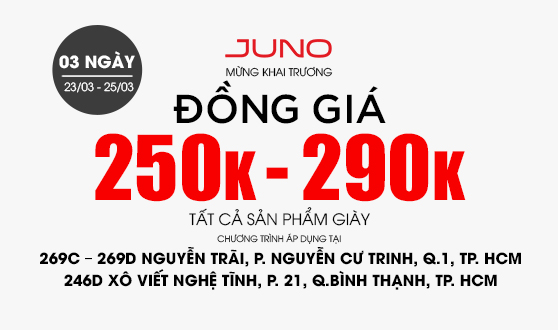 03 NGÀY
23/03 - 25/03
JUNO
MỪNG KHAI TRƯƠNG
ĐỒNG GIÁ
250K - 290K
TẤT CẢ SẢN PHẨM GIÀY
CHƯƠNG TRÌNH ÁP DỤNG TẠI
269C – 269D NGUYỄN TRÃI, P. NGUYỄN CƯ TRINH, Q.1, TP. HCM
246D XÔ VIẾT NGHỆ TĨNH, P. 21, Q.BÌNH THẠNH, TP. HCM